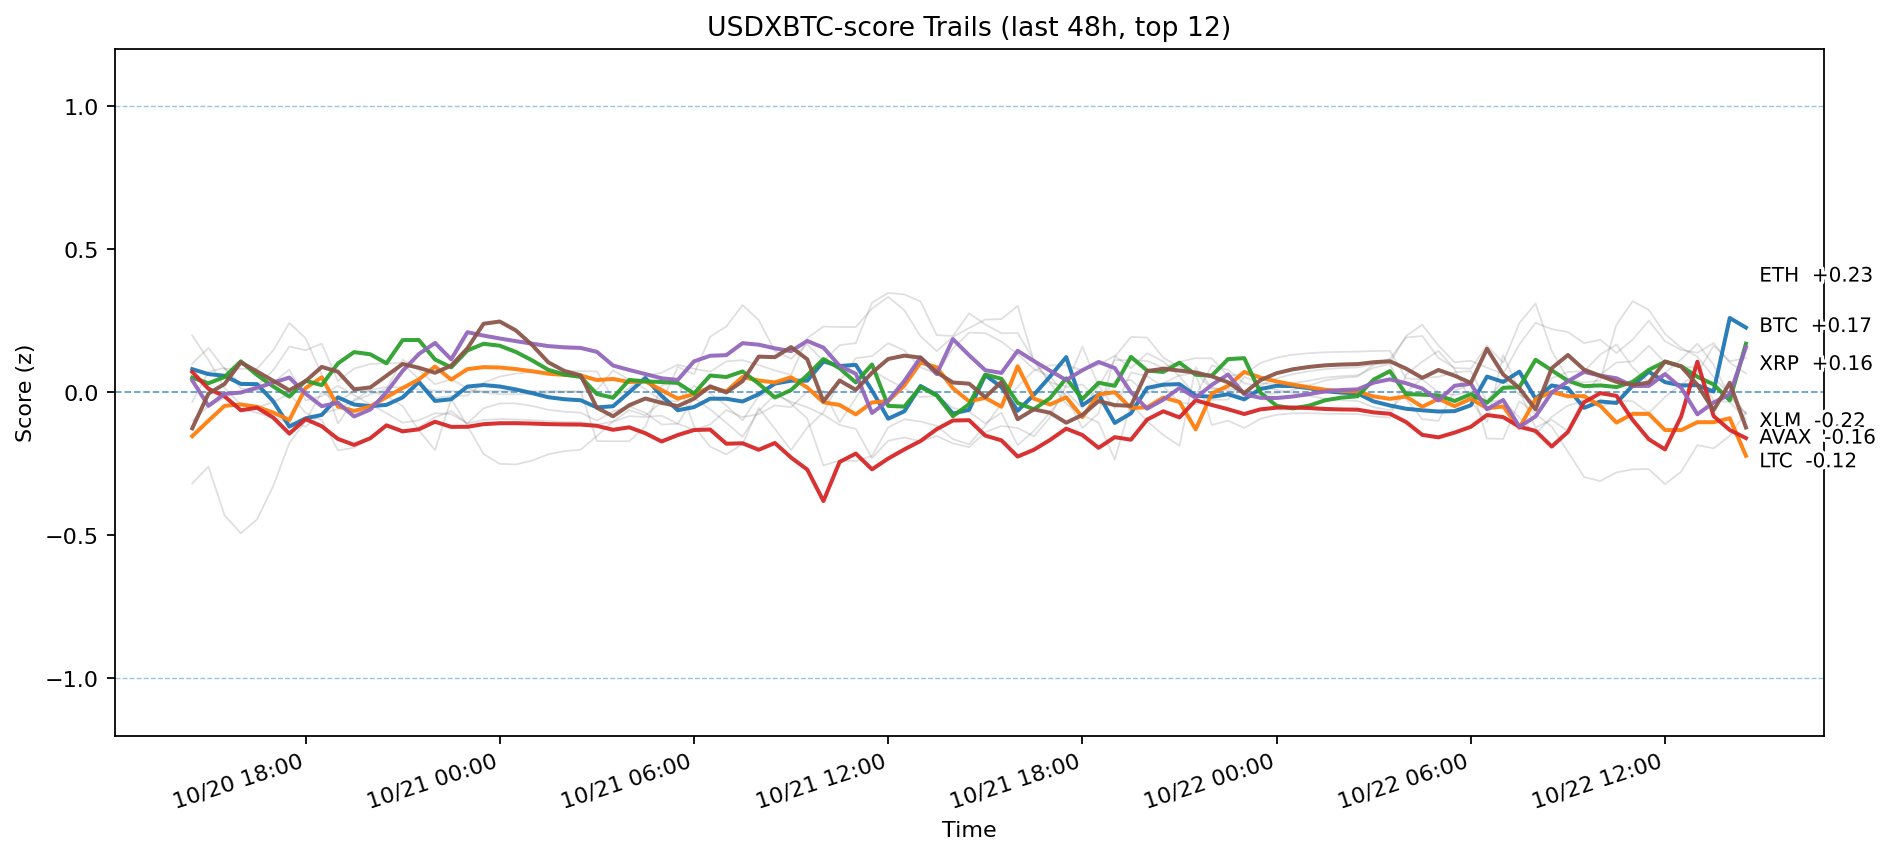 USDXBTC-score Trails (last 48h, top 12)
Score (z)
1.0
0.5
0.0
−0.5
−1.0
ETH +0.23
BTC +0.17
XRP +0.16
XLM -0.22
AVAX -0.16
LTC -0.12
10/20 18:00
10/21 00:00
10/21 06:00
10/21 12:00
10/21 18:00
10/22 00:00
10/22 06:00
10/22 12:00
Time